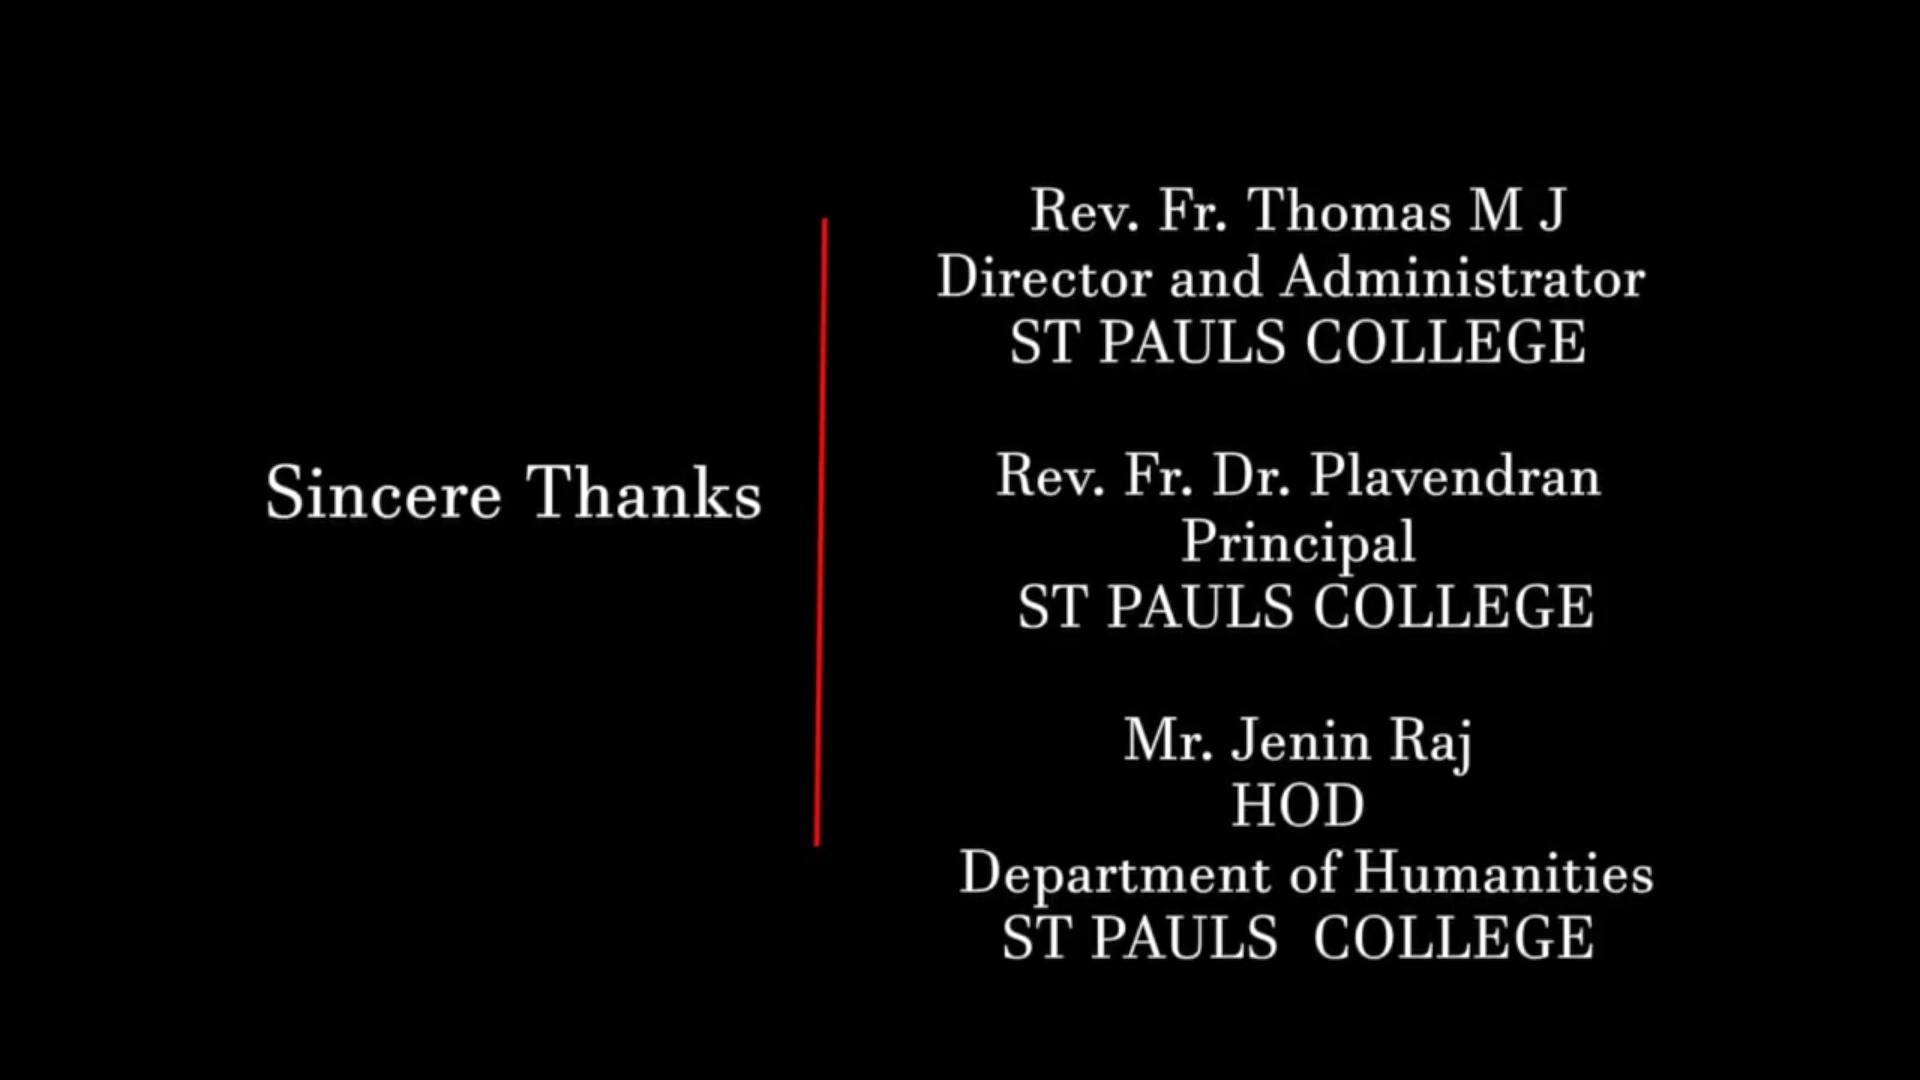 Sincere Thanks
Rev. Fr. Thomas M J
Director and Administrator
ST PAULS COLLEGE
Rev. Fr. Dr. Plavendran
Principal
ST PAULS COLLEGE
Mr. Jenin Raj
HOD
Department of Humanities
ST PAULS  COLLEGE